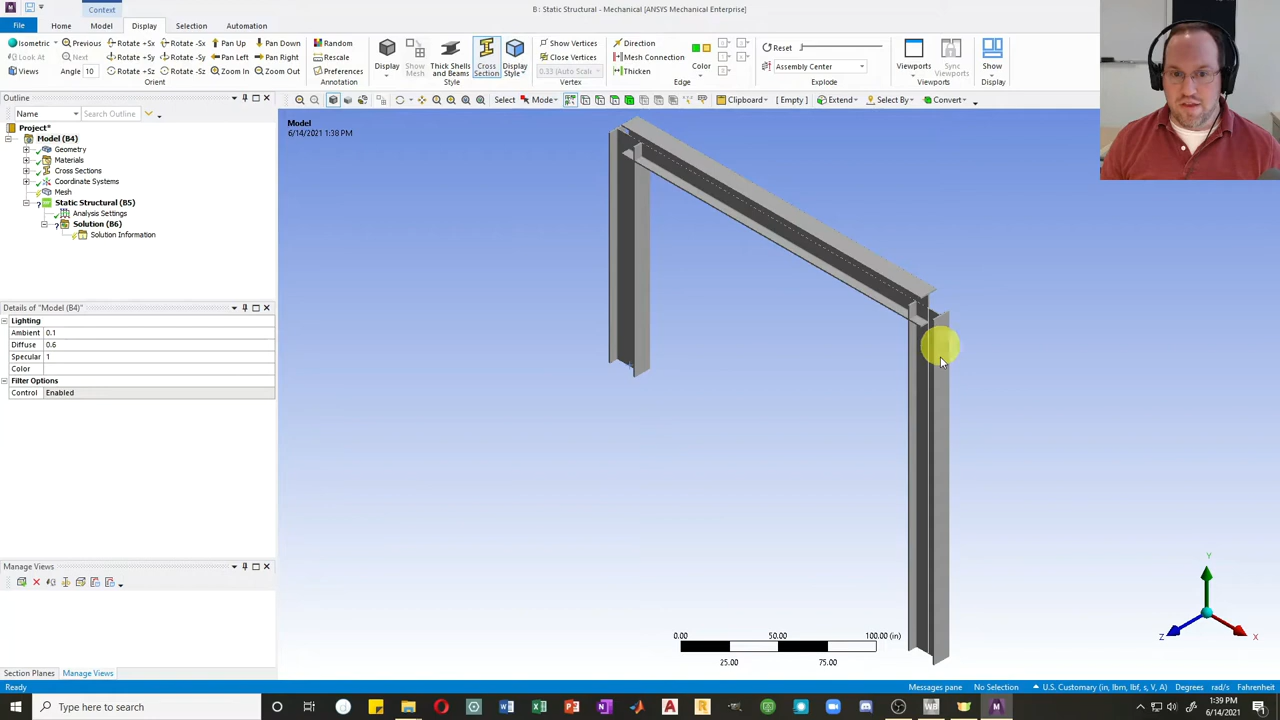 Context
B : Static Structural - Mechanical [ANSYS Mechanical Enterprise]
File Home Model Display Selection Automation
Isometric Previous Rotate +Sx Rotate -Sx Pan Up Pan Down
Look At Next Rotate +Sy Rotate -Sy Pan Left Pan Right
Views Angle 10 Rotate +Sz Rotate -Sz Zoom In Zoom Out
Orient
Random
Rescale
Preferences
Annotation
Display
Show Mesh
Thick Shells and Beams
Cross Section
Display Style
Style
Show Vertices
Close Vertices
0.33 (Auto Scale)
Vertex
Direction
Mesh Connection
Thicken
Color
Edge
Reset
Assembly Center
Explode
Viewports
Sync Viewports
Viewports
Show
Display
Select Mode Clipboard [ Empty ] Extend Select By Convert
Outline
Name Search Outline
Project*
Model (B4)
Geometry
Materials
Cross Sections
Coordinate Systems
Mesh
Static Structural (B5)
Analysis Settings
Solution (B6)
Solution Information
Details of "Model (B4)"
Lighting
Ambient 0.1
Diffuse 0.6
Specular 1
Color
Filter Options
Control Enabled
Manage Views
Section Planes Manage Views
Model
6/14/2021 1:38 PM
0.00 50.00 100.00 (in)
25.00 75.00
Y
Z
X
Ready
Messages pane No Selection U.S. Customary (in, lbm, lbf, s, V, A) Degrees rad/s Fahrenheit
Type here to search
1:39 PM
6/14/2021